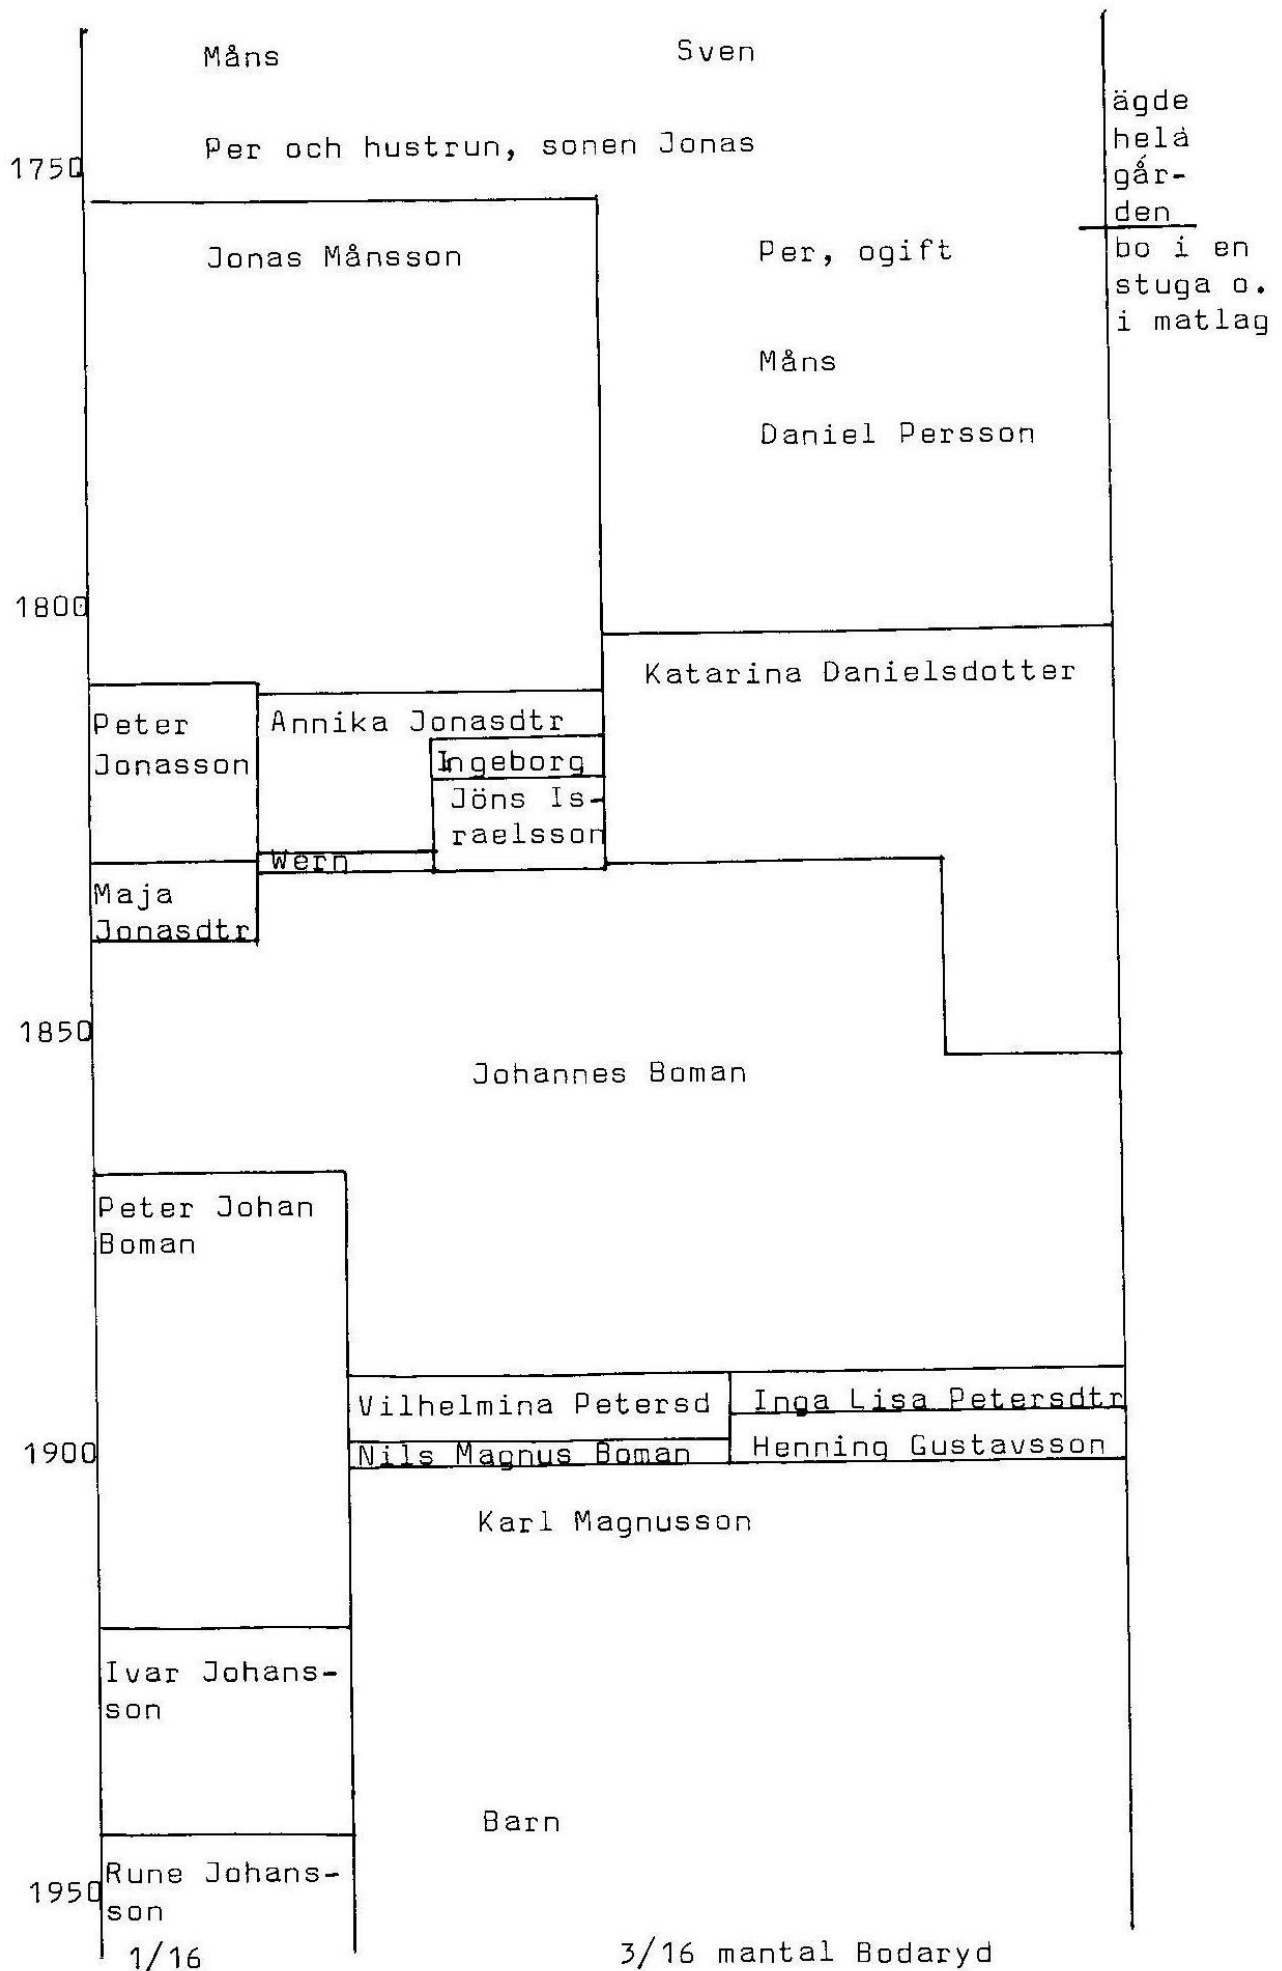 Måns
Sven
ägde
hela
går-
den
Per och hustrun, sonen Jonas
1750
Jonas Månsson
Per, ogift
bo i en
stuga o.
i matlag
Måns
Daniel Persson
1800
Katarina Danielsdotter
Peter
Jonasson
Annika Jonasdtr
Ingeborg
Jöns Is-
raelsson
Wern
Maja
Jonasdtr
1850
Johannes Boman
Peter Johan
Boman
Vilhelmina Petersd
Inga Lisa Petersdtr
1900
Nils Magnus Boman
Henning Gustavsson
Karl Magnusson
Ivar Johans-
son
Barn
Rune Johans-
son
1950
1/16
3/16 mantal Bodaryd